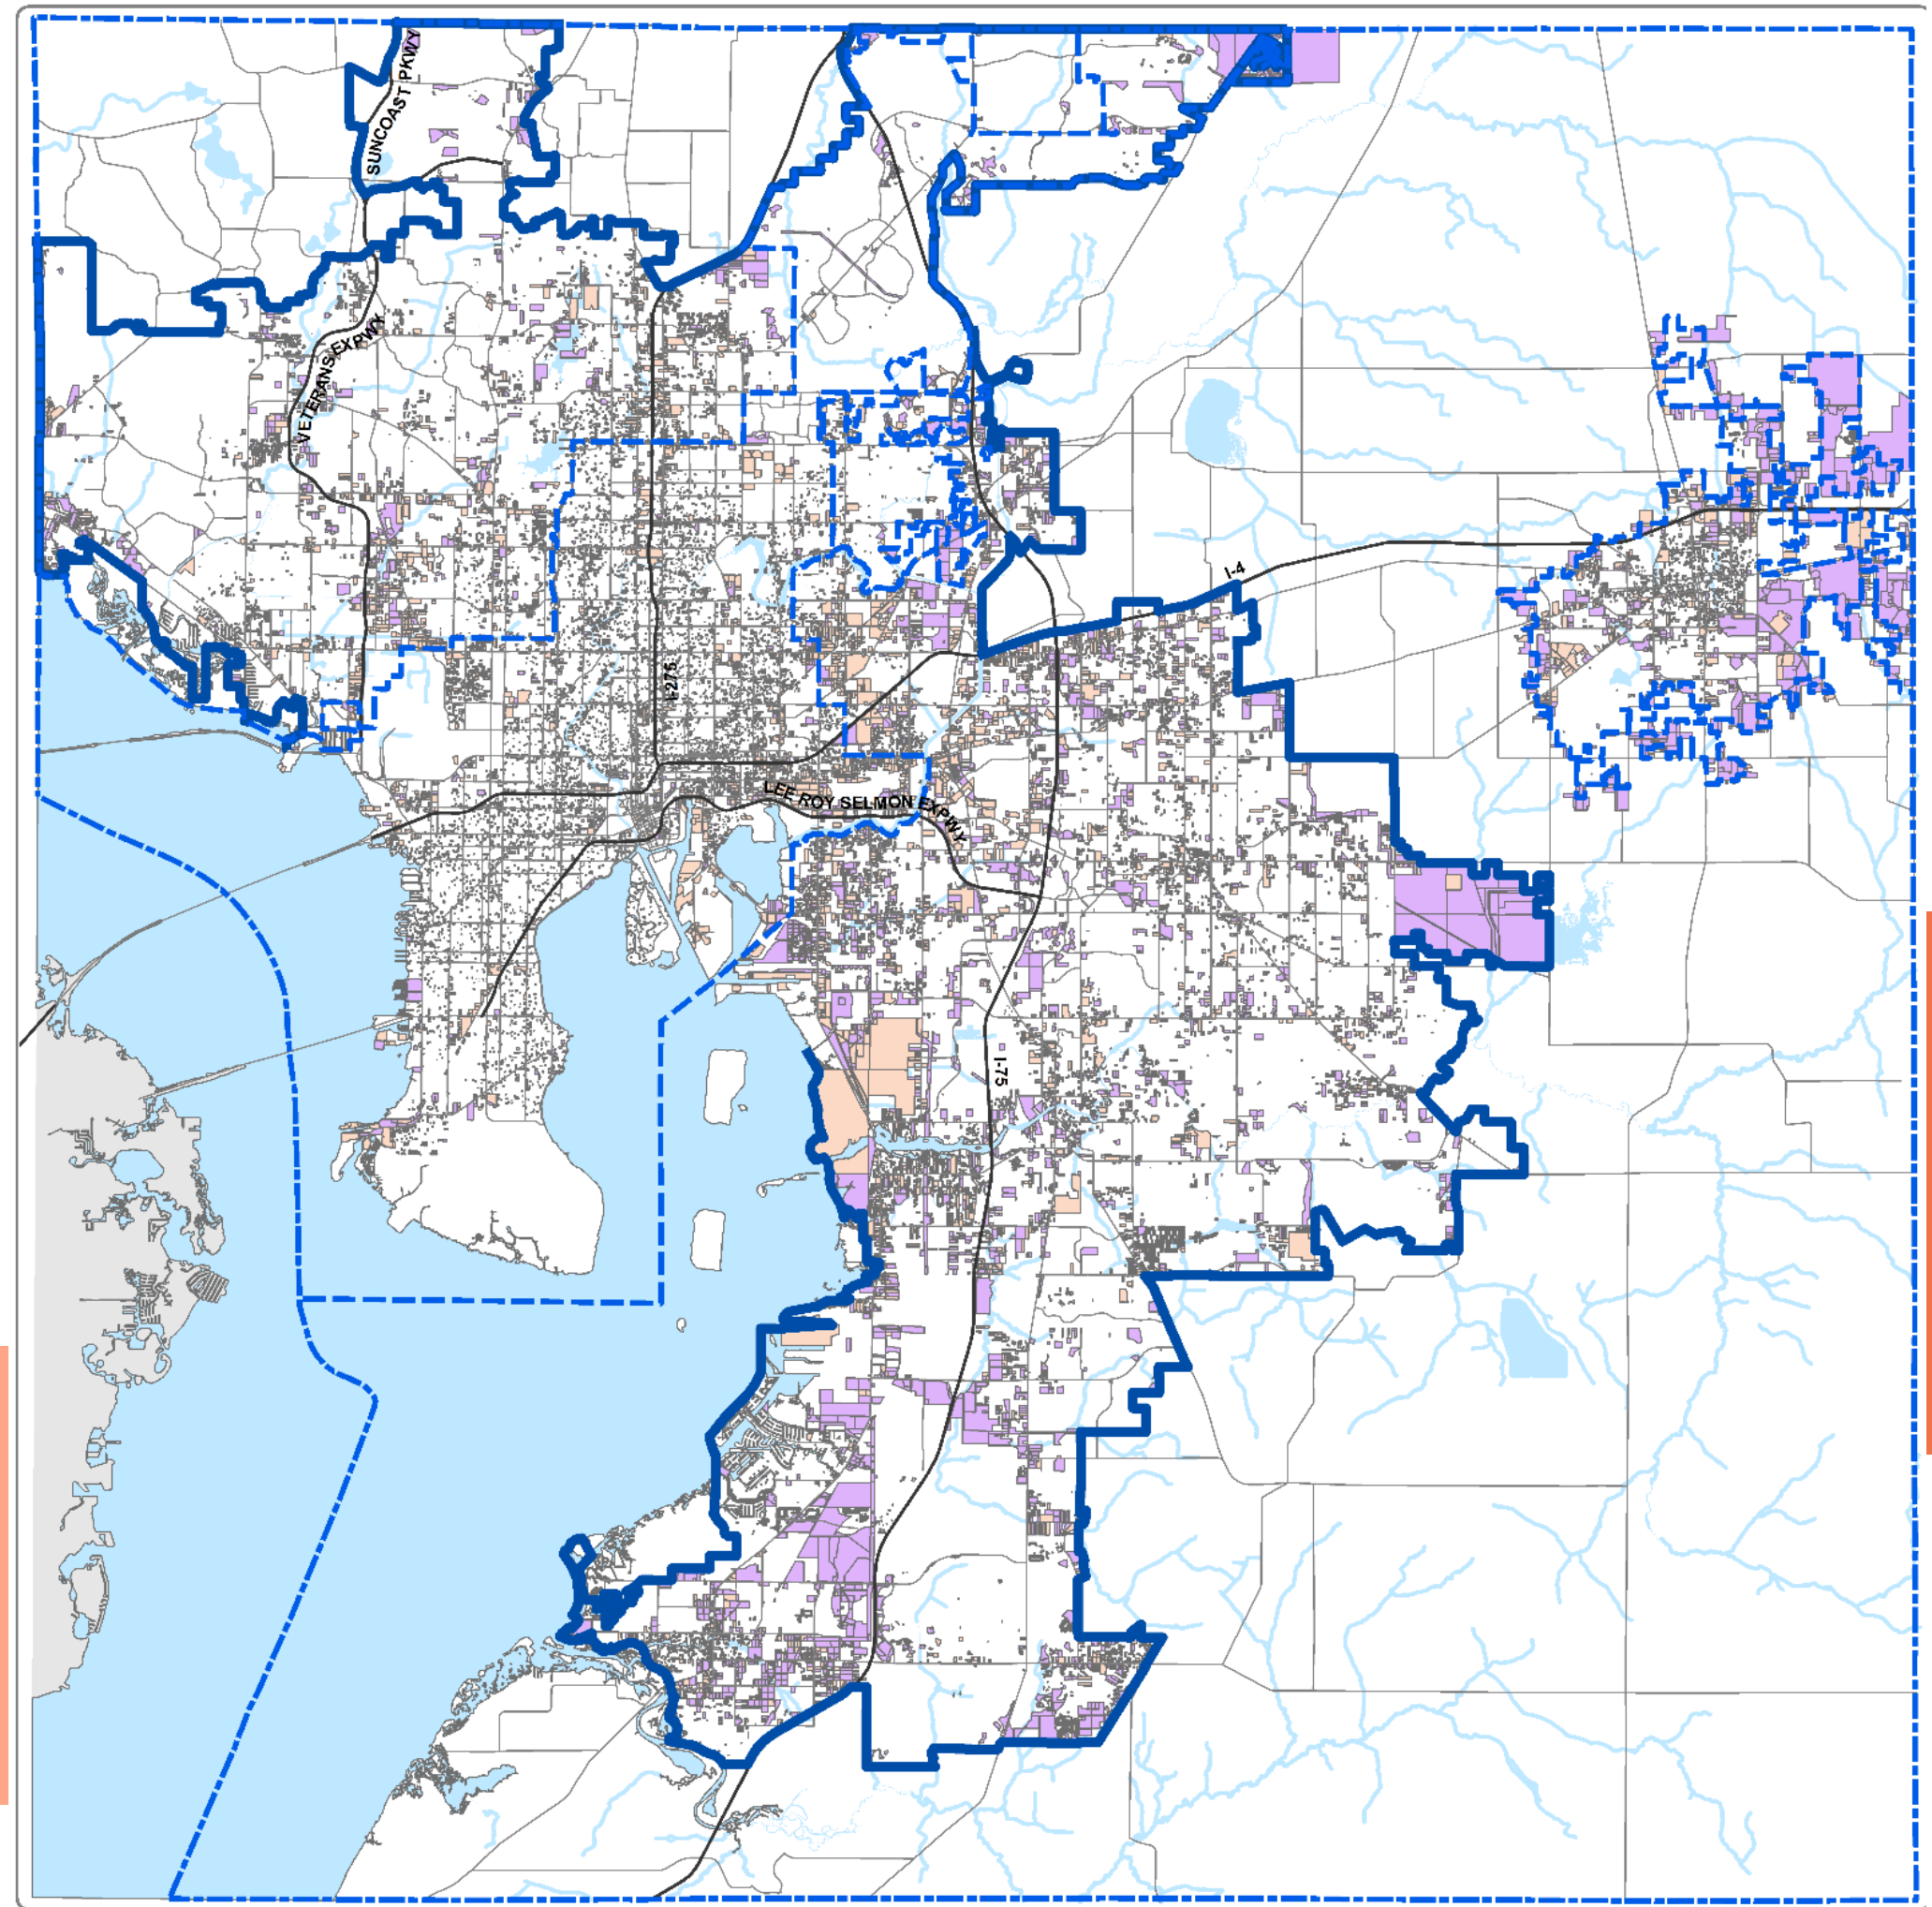 SUNCOAST PKWY
VETERANS EXPWY
I-4
I-275
LEE ROY SELMON EXPWY
I-75